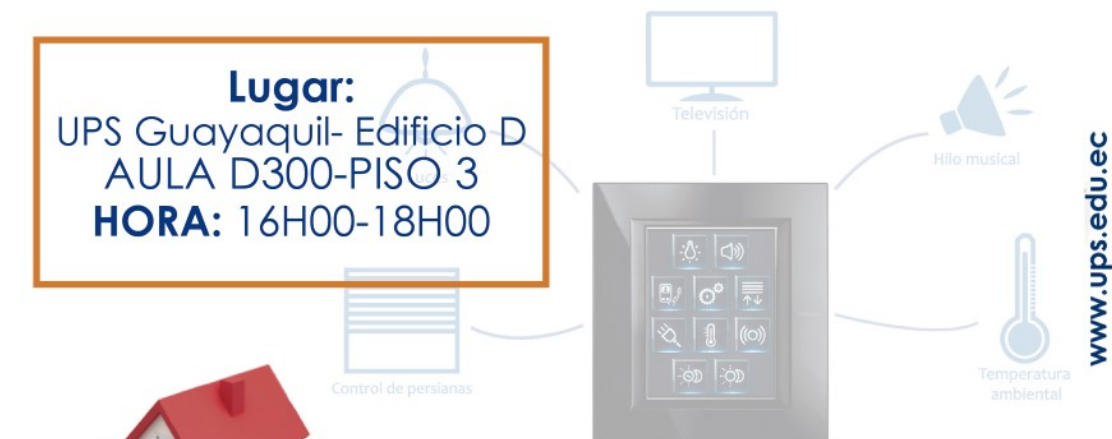 Lugar:
UPS Guayaquil- Edificio D
AULA D300-PISO 3
HORA: 16H00-18H00
Luces
Televisión
Hilo musical
Control de persianas
Temperatura
ambiental
www.ups.edu.ec